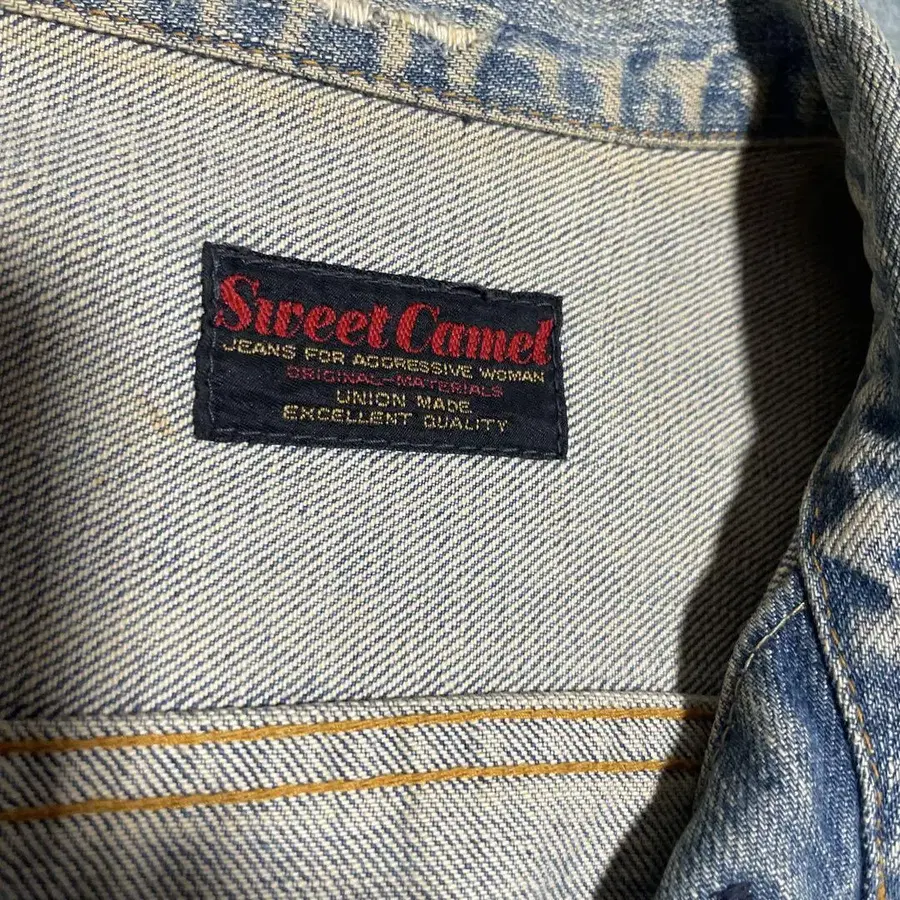 Sweet Camel
JEANS FOR AGGRESSIVE WOMAN
ORIGINAL-MATERIALS
UNION MADE
EXCELLENT QUALITY